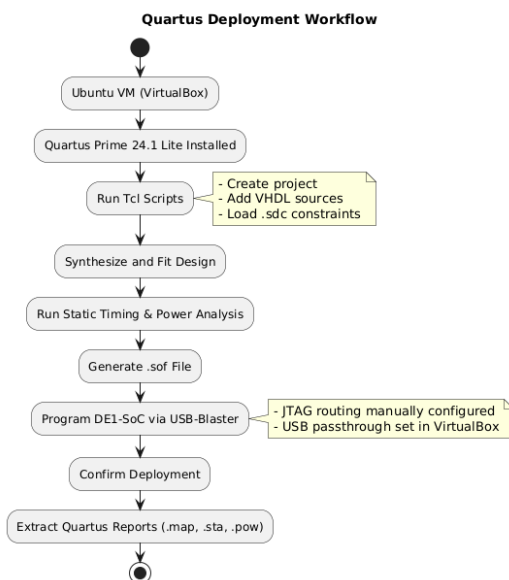 Quartus Deployment Workflow
Ubuntu VM (VirtualBox)
Quartus Prime 24.1 Lite Installed
Run Tcl Scripts
- Create project
- Add VHDL sources
- Load .sdc constraints
Synthesize and Fit Design
Run Static Timing & Power Analysis
Generate .sof File
Program DE1-SoC via USB-Blaster
- JTAG routing manually configured
- USB passthrough set in VirtualBox
Confirm Deployment
Extract Quartus Reports (.map, .sta, .pow)